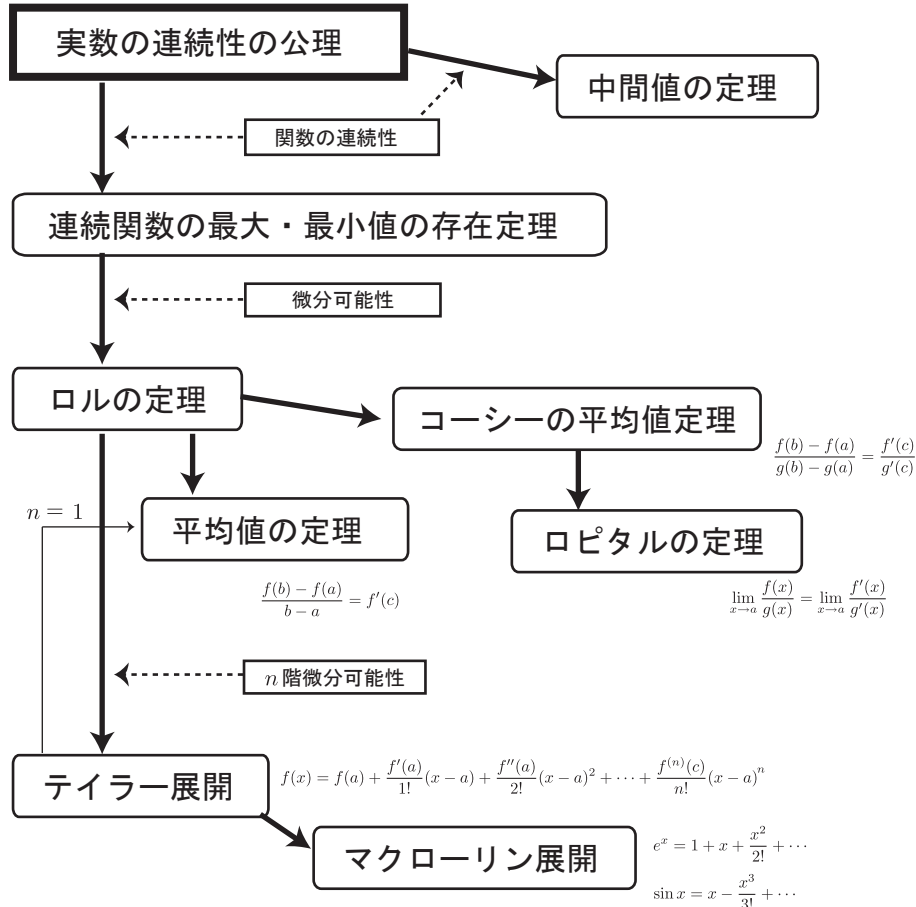 実数の連続性の公理
中間値の定理
関数の連続性
連続関数の最大・最小値の存在定理
微分可能性
ロルの定理
コーシーの平均値定理
\frac{f(b)-f(a)}{g(b)-g(a)} = \frac{f'(c)}{g'(c)}
n = 1
平均値の定理
ロピタルの定理
\frac{f(b)-f(a)}{b-a} = f'(c)
\lim_{x \to a} \frac{f(x)}{g(x)} = \lim_{x \to a} \frac{f'(x)}{g'(x)}
n 階微分可能性
テイラー展開
f(x) = f(a) + \frac{f'(a)}{1!}(x-a) + \frac{f''(a)}{2!}(x-a)^2 + \cdots + \frac{f^{(n)}(c)}{n!}(x-a)^n
マクローリン展開
e^x = 1 + x + \frac{x^2}{2!} + \cdots
\sin x = x - \frac{x^3}{3!} + \cdots